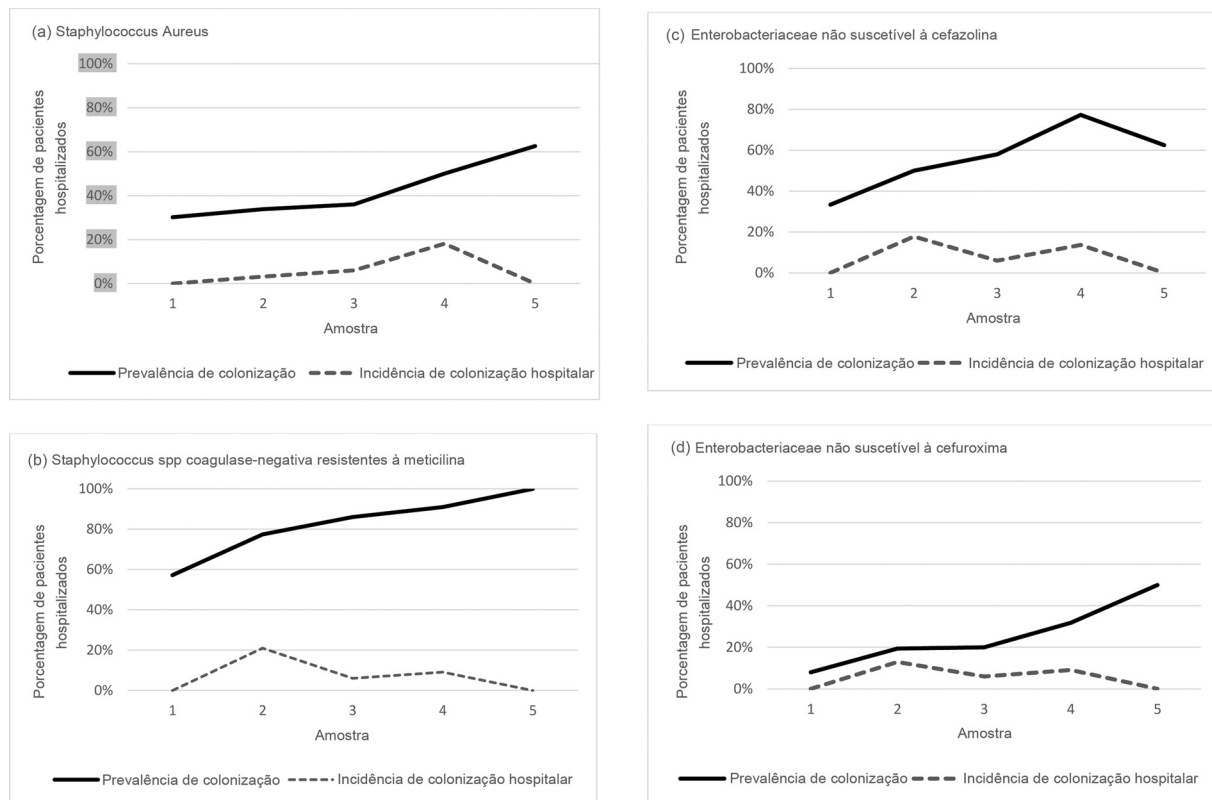 (a) Staphylococcus Aureus
100%
80%
60%
40%
20%
0%
Porcentagem de pacientes
hospitalizados
1 2 3 4 5
Amostra
Prevalência de colonização Incidência de colonização hospitalar
(c) Enterobacteriaceae não suscetível à cefazolina
100%
80%
60%
40%
20%
0%
Porcentagem de pacientes
hospitalizados
1 2 3 4 5
Amostra
Prevalência de colonização Incidência de colonização hospitalar
(b) Staphylococcus spp coagulase-negativa resistentes à meticilina
100%
80%
60%
40%
20%
0%
Porcentagem de pacientes
hospitalizados
1 2 3 4 5
Amostra
Prevalência de colonização Incidência de colonização hospitalar
(d) Enterobacteriaceae não suscetível à cefuroxima
100%
80%
60%
40%
20%
0%
Porcentagem de pacientes
hospitalizados
1 2 3 4 5
Amostra
Prevalência de colonização Incidência de colonização hospitalar